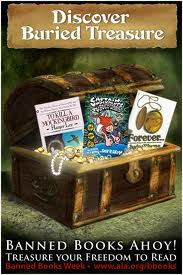 Discover
Buried Treasure
TO KILL A
MOCKINGBIRD
Harper Lee
CAPTAIN
UNDERPANTS
Forever...
BANNED BOOKS AHOY!
TREASURE YOUR FREEDOM TO READ
Banned Books Week • www.ala.org/bbooks